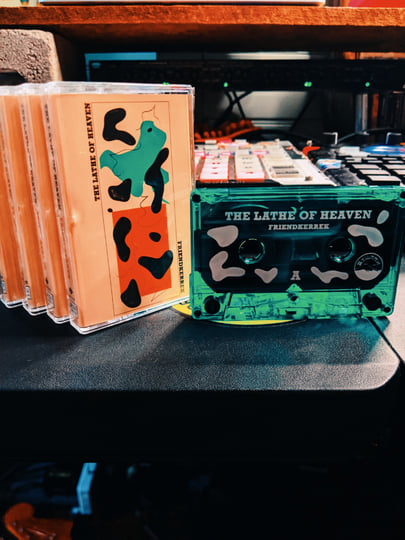 THE LATHE OF HEAVEN
FRIENDKERREK
THE LATHE OF HEAVEN
FRIENDKERREK
A